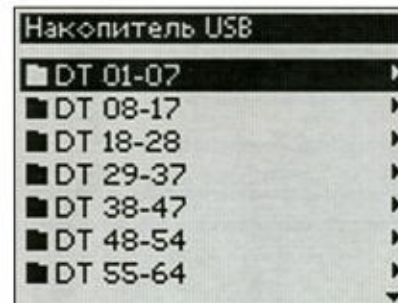 Накопитель USB
DT 01-07
DT 08-17
DT 18-28
DT 29-37
DT 38-47
DT 48-54
DT 55-64